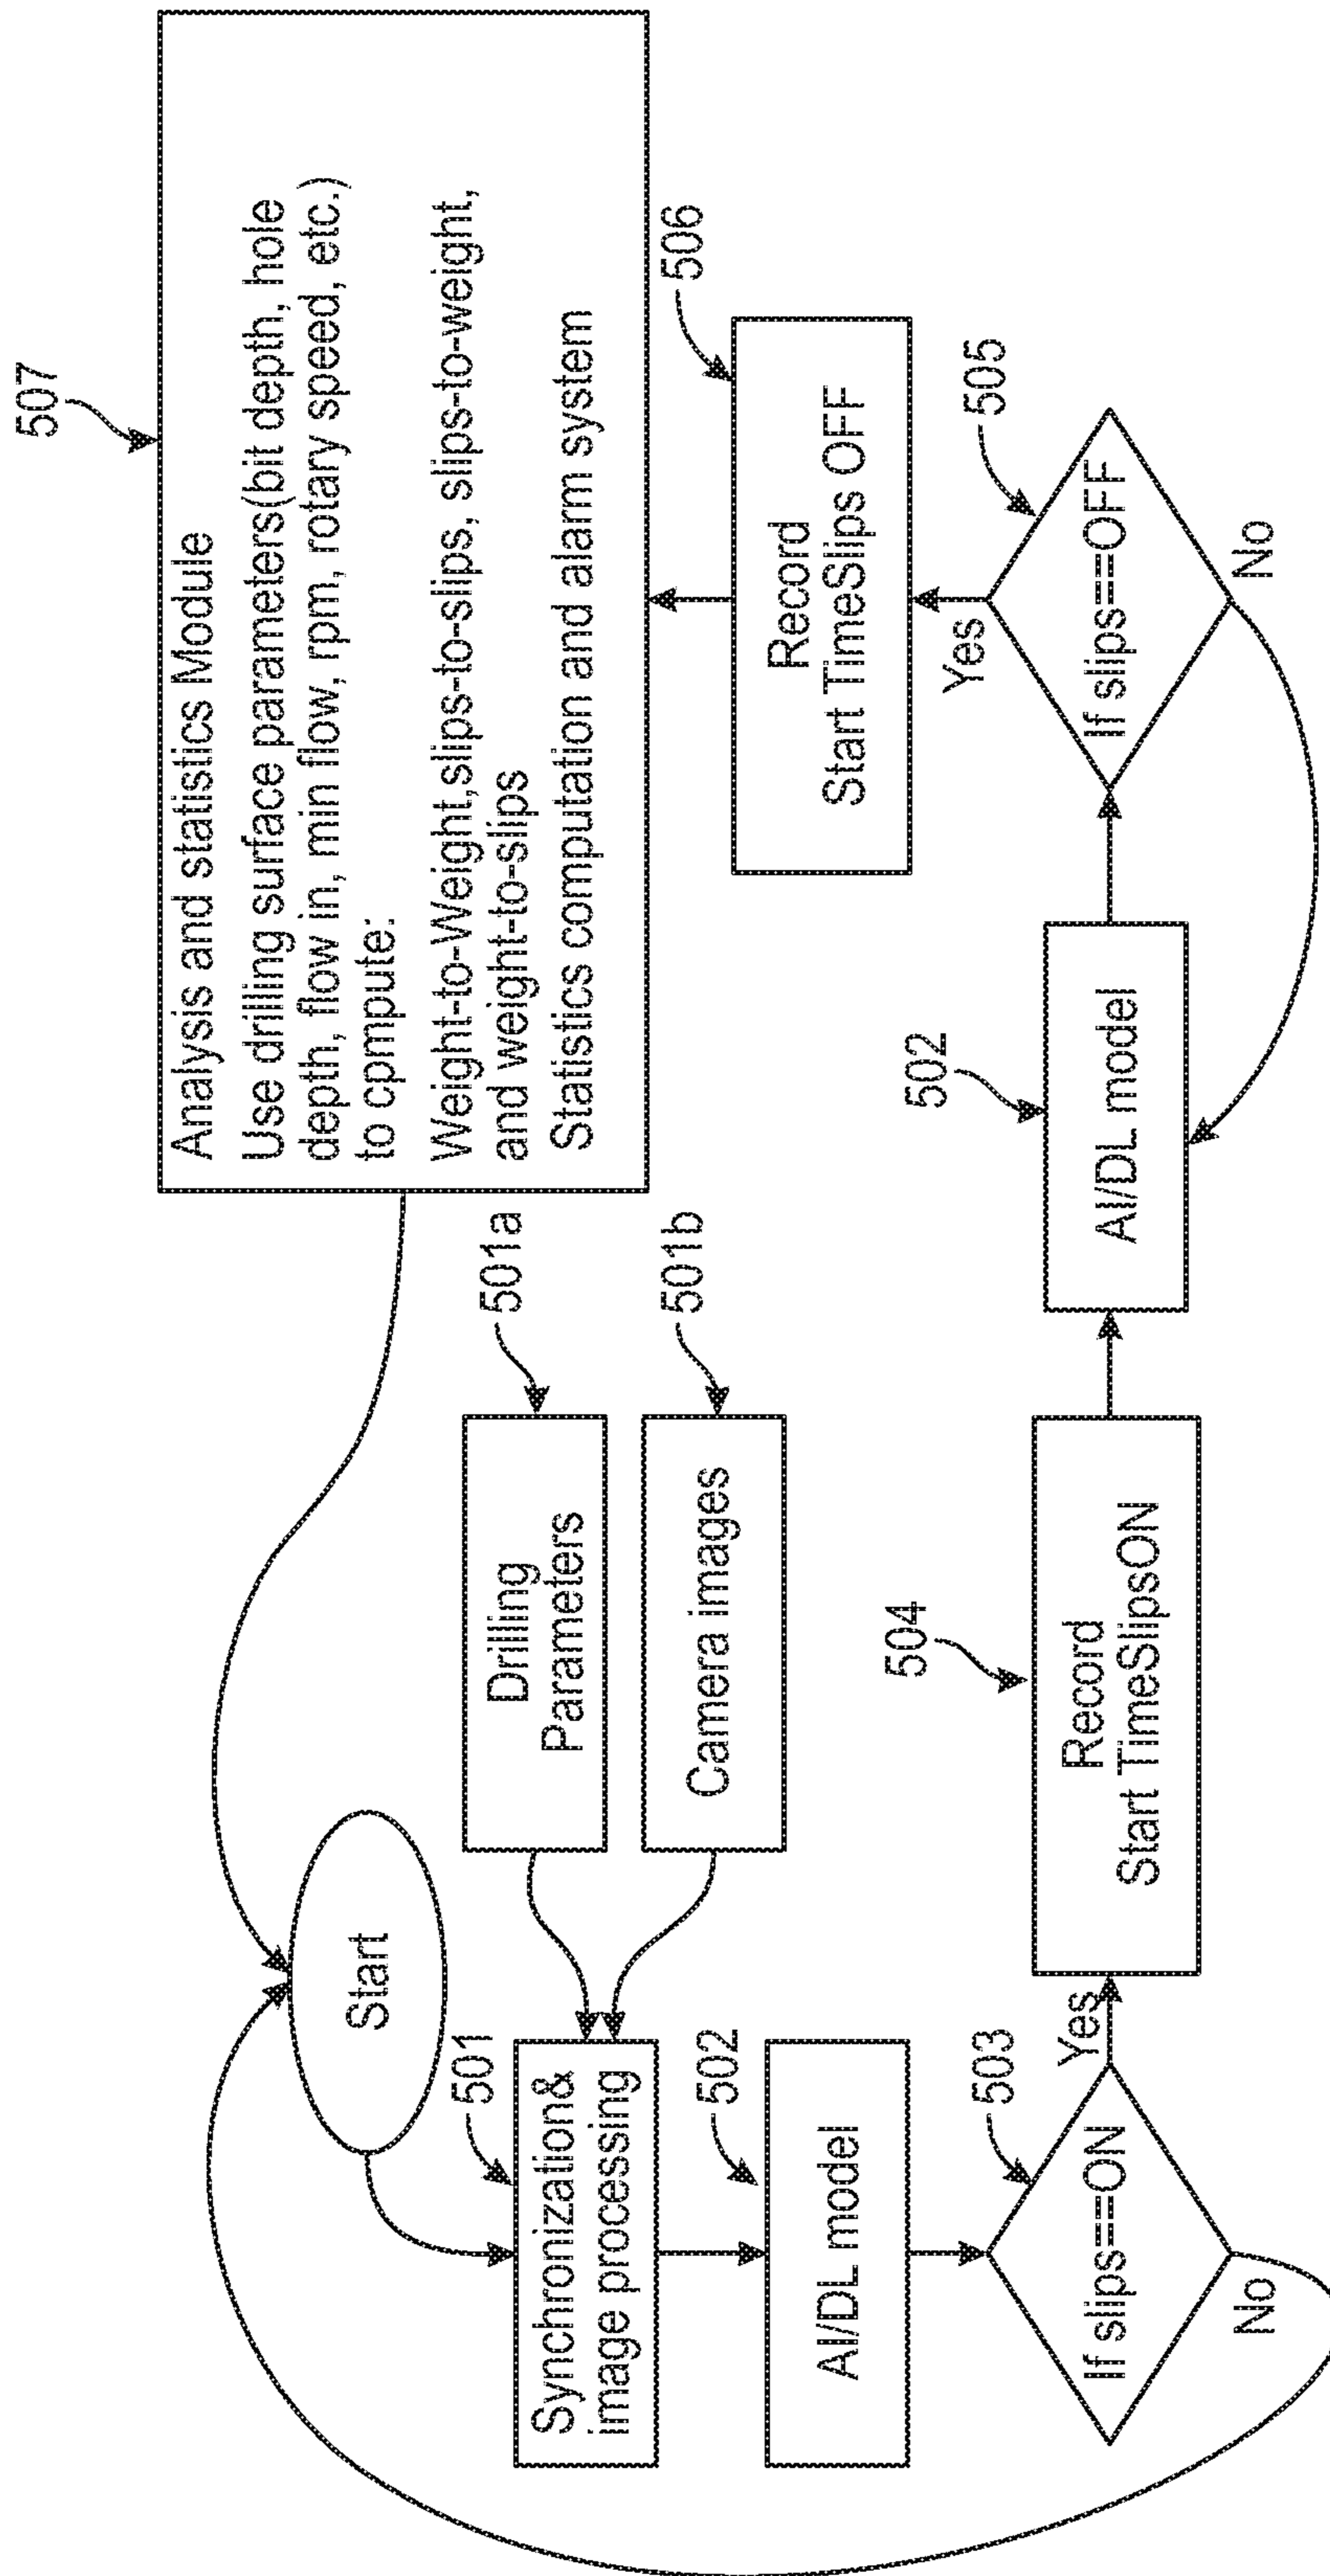 Start
501
Synchronization&
image processing
Drilling
Parameters
501a
Camera images
501b
502
AI/DL model
503
If slips==ON
Yes
No
504
Record
Start TimeSlipsON
502
AI/DL model
505
If slips==OFF
Yes
No
506
Record
Start TimeSlips OFF
507
Analysis and statistics Module
Use drilling surface parameters(bit depth, hole
depth, flow in, min flow, rpm, rotary speed, etc.)
to cpmpute:
Weight-to-Weight,slips-to-slips, slips-to-weight,
and weight-to-slips
Statistics computation and alarm system